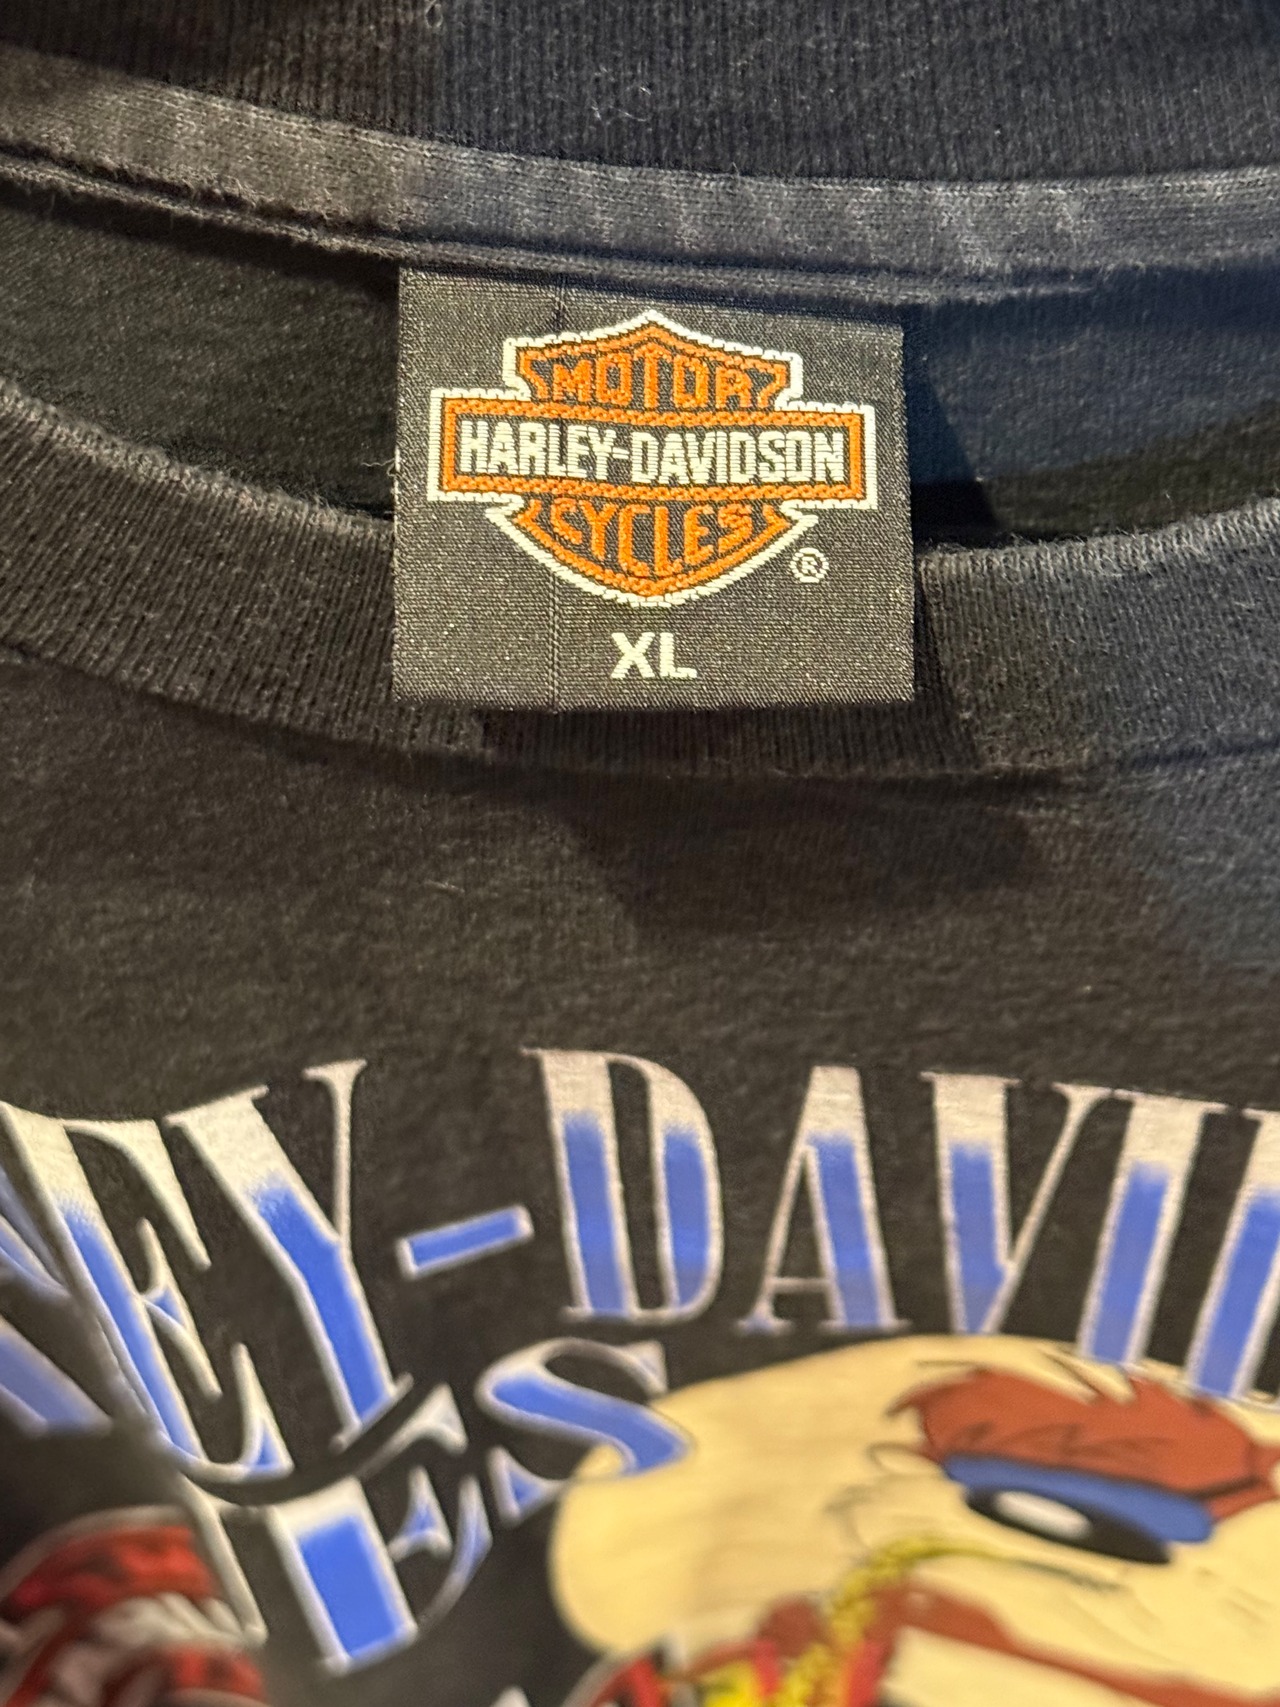 MOTOR
HARLEY-DAVIDSON
CYCLES
®
XL
EY-DAVI
ES